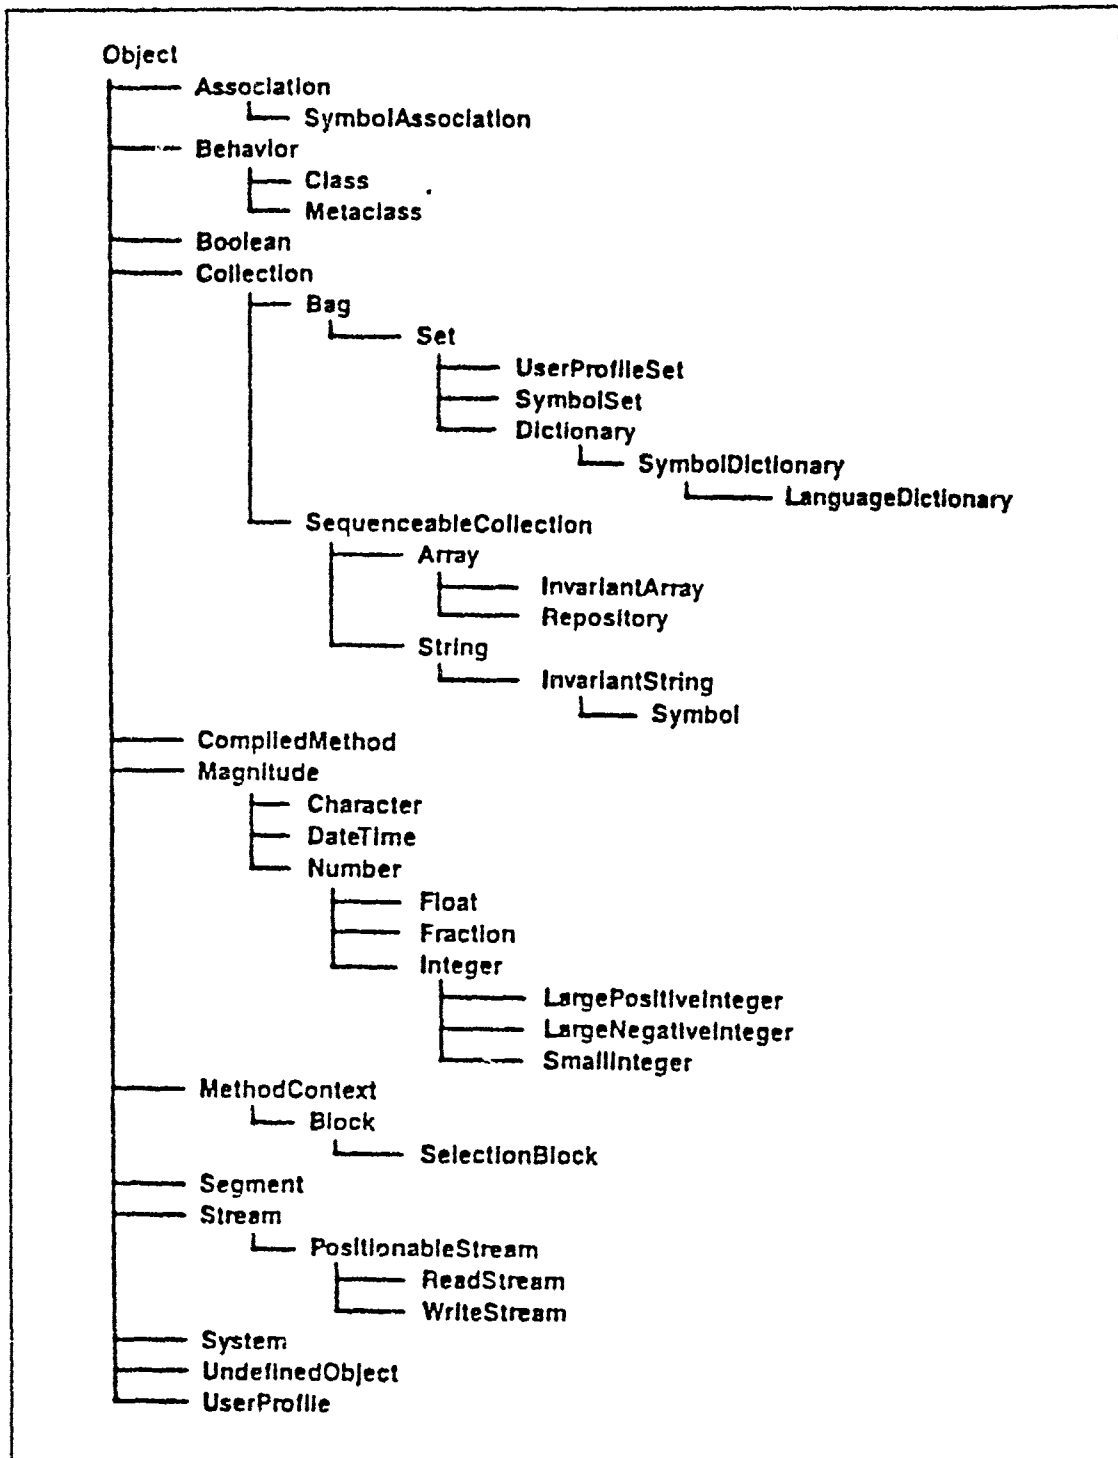 Object
Association
SymbolAssociation
Behavior
Class
Metaclass
Boolean
Collection
Bag
Set
UserProfileSet
SymbolSet
Dictionary
SymbolDictionary
LanguageDictionary
SequenceableCollection
Array
InvariantArray
Repository
String
InvariantString
Symbol
CompiledMethod
Magnitude
Character
DateTime
Number
Float
Fraction
Integer
LargePositiveInteger
LargeNegativeInteger
SmallInteger
MethodContext
Block
SelectionBlock
Segment
Stream
PositionableStream
ReadStream
WriteStream
System
UndefinedObject
UserProfile